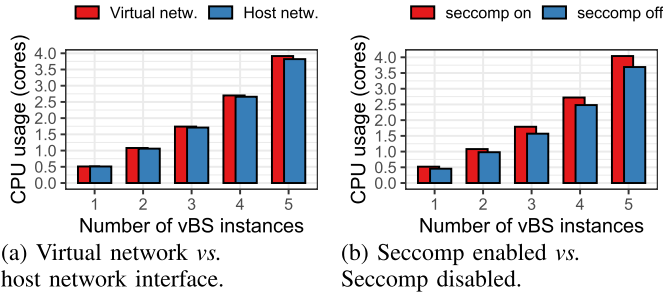 Virtual netw. Host netw.
CPU usage (cores)
4.0
3.5
3.0
2.5
2.0
1.5
1.0
0.5
0.0
1 2 3 4 5
Number of vBS instances
(a) Virtual network vs.
host network interface.
seccomp on seccomp off
CPU usage (cores)
4.0
3.5
3.0
2.5
2.0
1.5
1.0
0.5
0.0
1 2 3 4 5
Number of vBS instances
(b) Seccomp enabled vs.
Seccomp disabled.